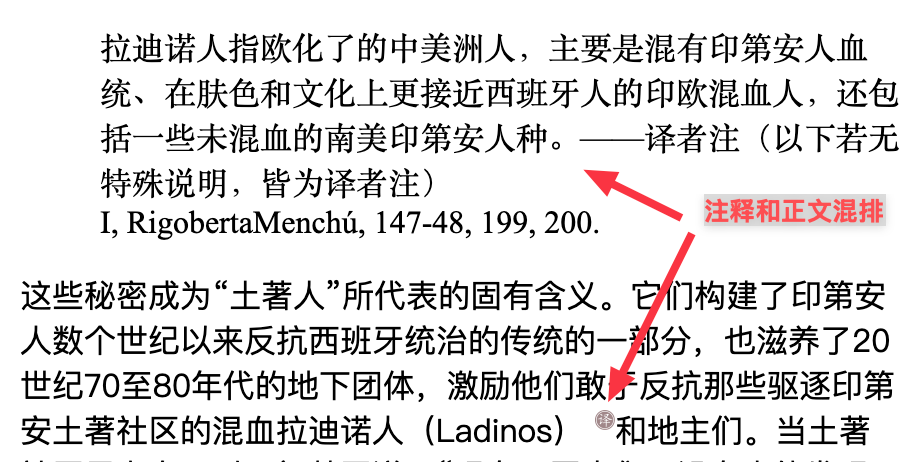 拉迪诺人指欧化了的中美洲人，主要是混有印第安人血
统、在肤色和文化上更接近西班牙人的印欧混血人，还包
括一些未混血的南美印第安人种。——译者注（以下若无
特殊说明，皆为译者注）
I, RigobertaMenchú, 147-48, 199, 200.
注释和正文混排
这些秘密成为“土著人”所代表的固有含义。它们构建了印第安
人数个世纪以来反抗西班牙统治的传统的一部分，也滋养了20
世纪70至80年代的地下团体，激励他们敢于反抗那些驱逐印第
安土著社区的混血拉迪诺人（Ladinos）译和地主们。当土著